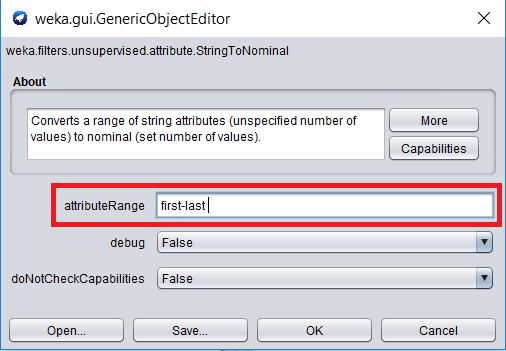 weka.gui.GenericObjectEditor
weka.filters.unsupervised.attribute.StringToNominal
About
Converts a range of string attributes (unspecified number of
values) to nominal (set number of values).
More
Capabilities
attributeRange first-last
debug False
doNotCheckCapabilities False
Open... Save... OK Cancel